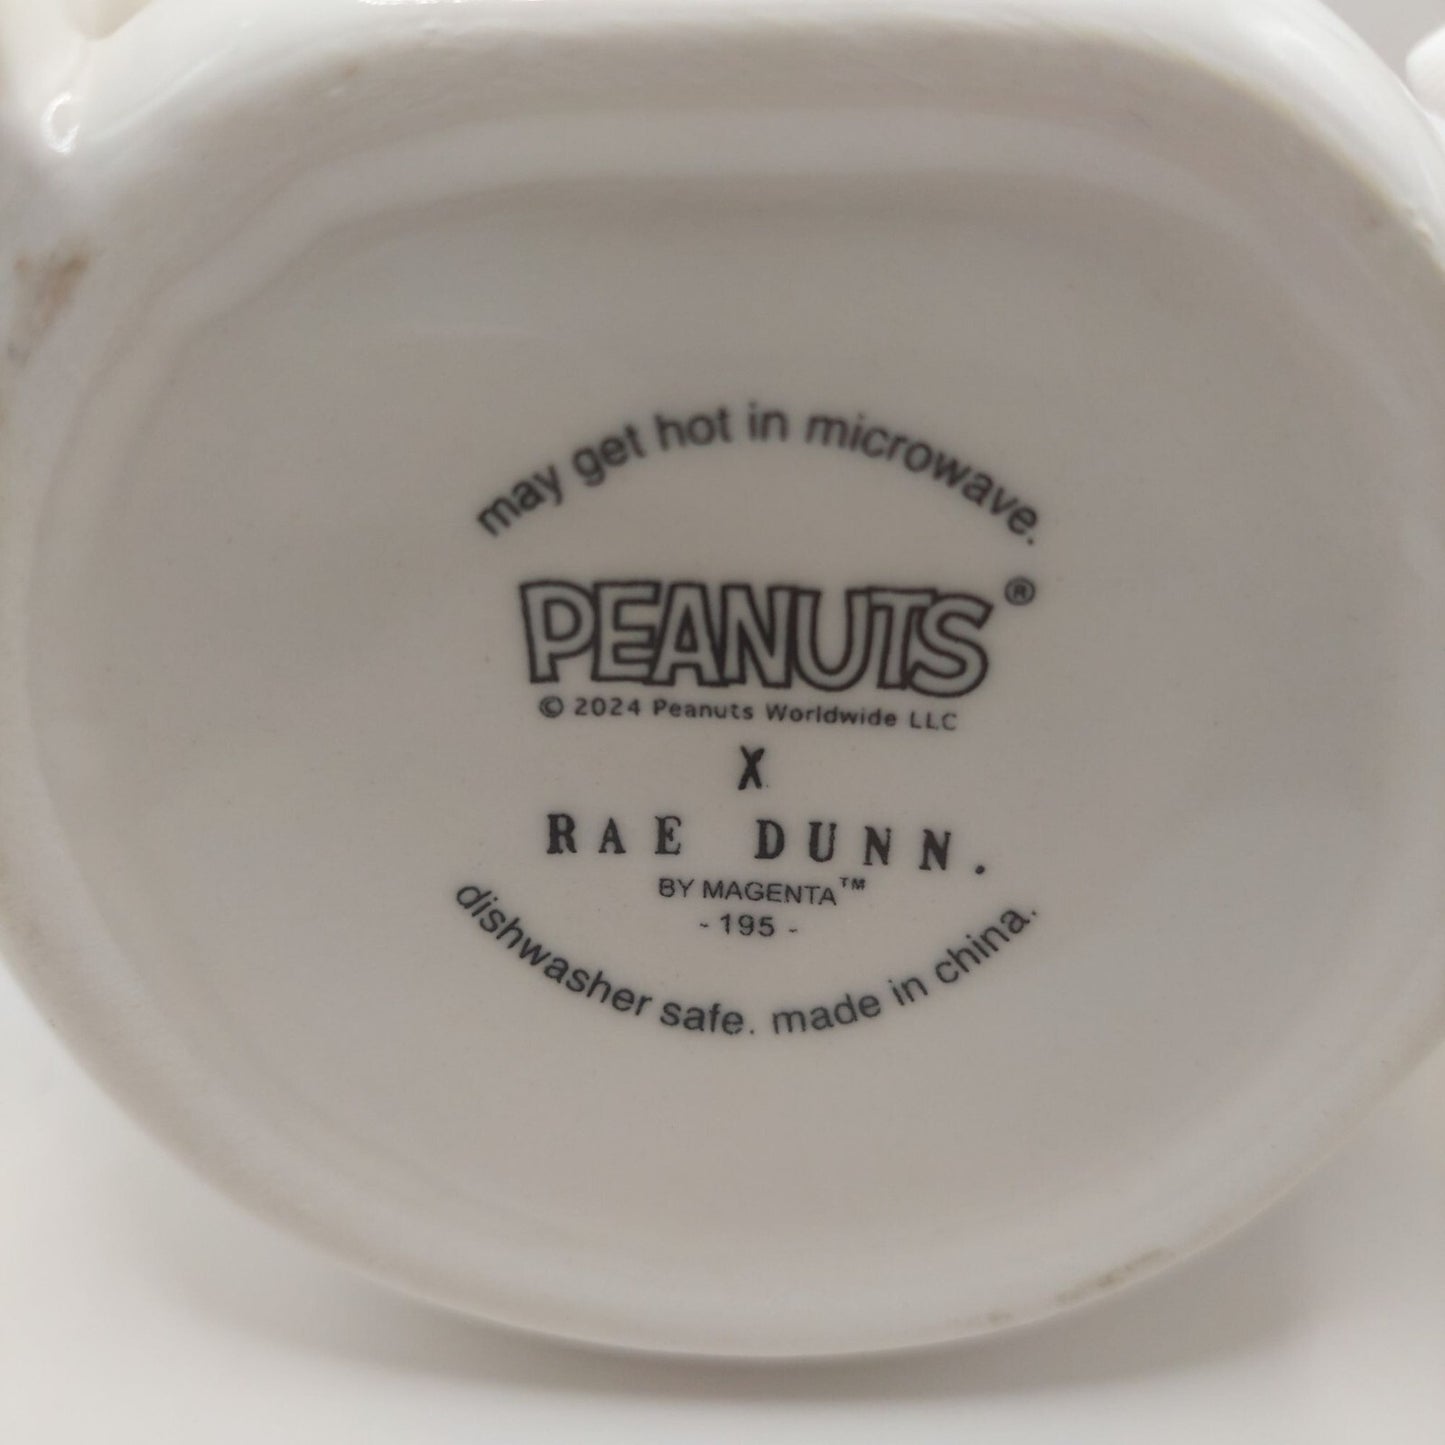 may get hot in microwave.
PEANUTS ®
© 2024 Peanuts Worldwide LLC
X
RAE DUNN.
BY MAGENTA™
- 195 -
dishwasher safe. made in china.